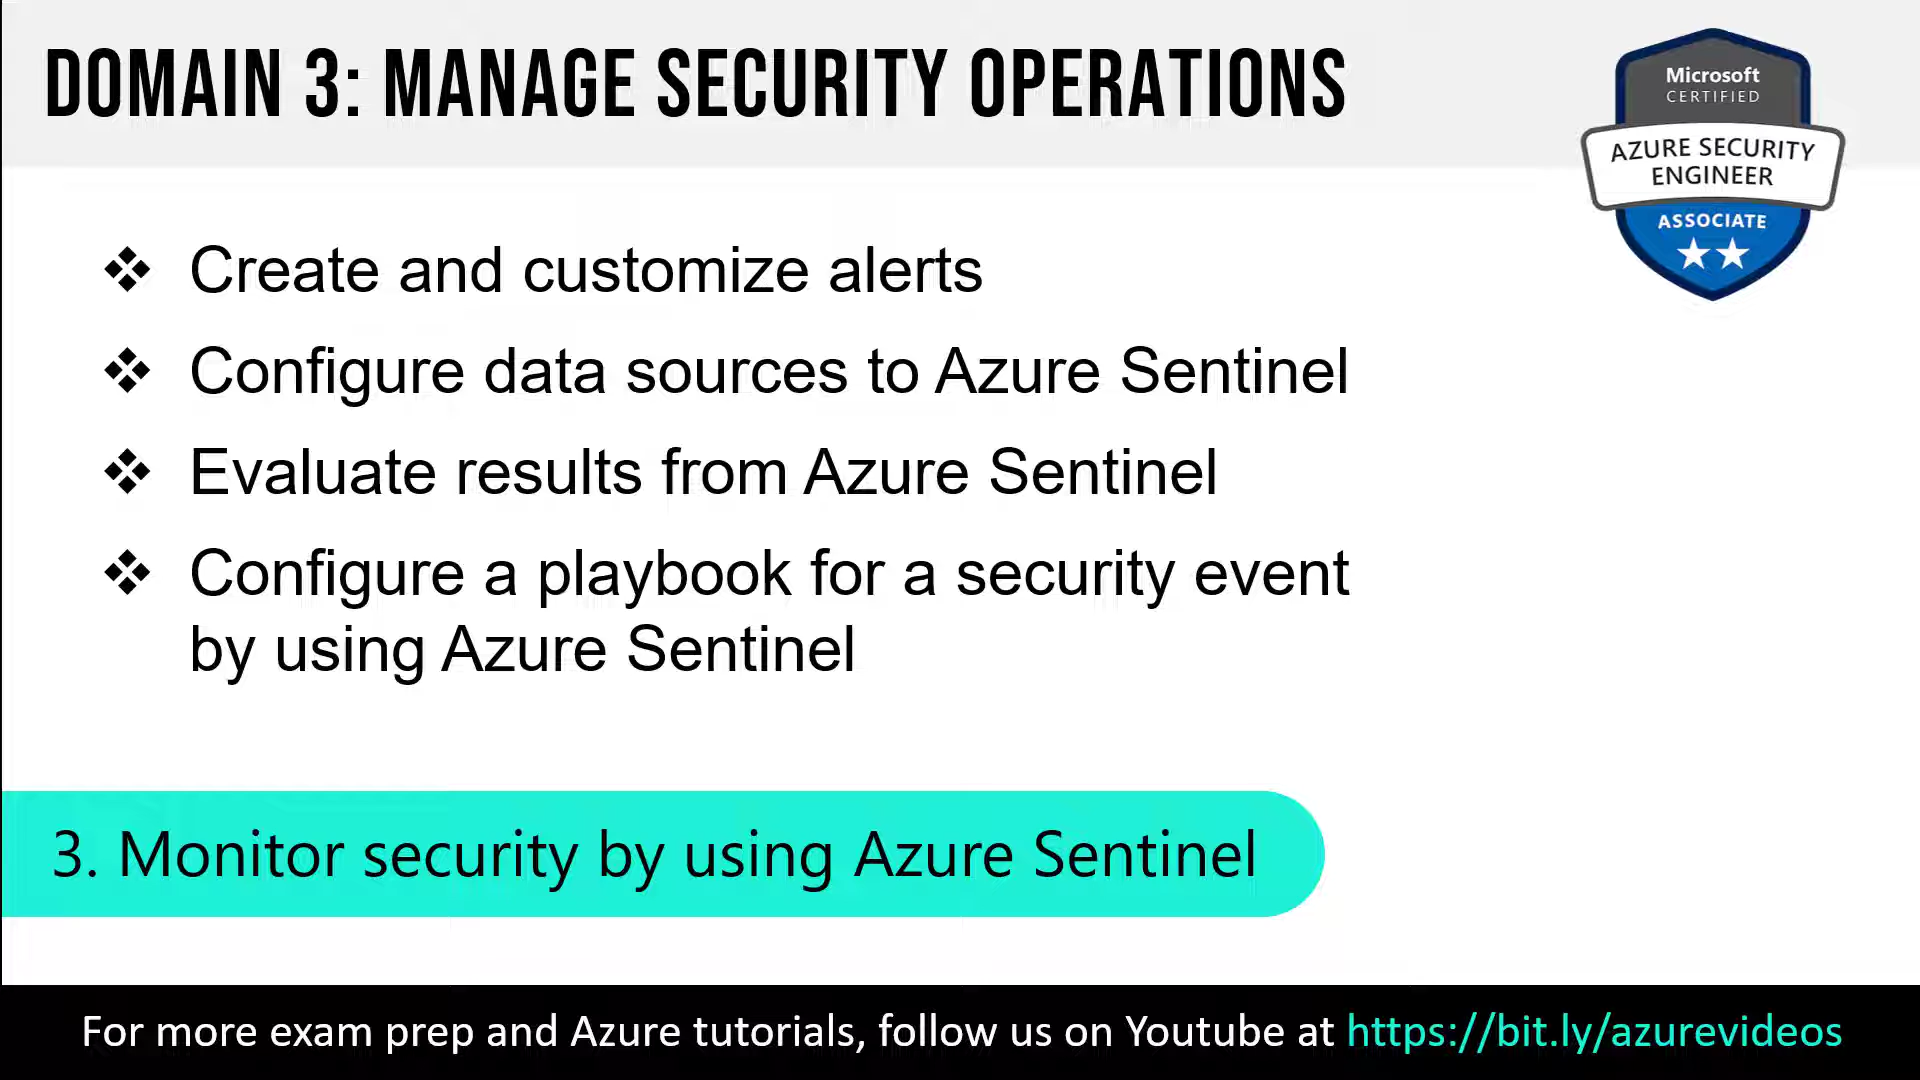 DOMAIN 3: MANAGE SECURITY OPERATIONS
Microsoft
CERTIFIED
AZURE SECURITY
ENGINEER
ASSOCIATE
❖ Create and customize alerts
❖ Configure data sources to Azure Sentinel
❖ Evaluate results from Azure Sentinel
❖ Configure a playbook for a security event
by using Azure Sentinel
3. Monitor security by using Azure Sentinel
For more exam prep and Azure tutorials, follow us on Youtube at https://bit.ly/azurevideos